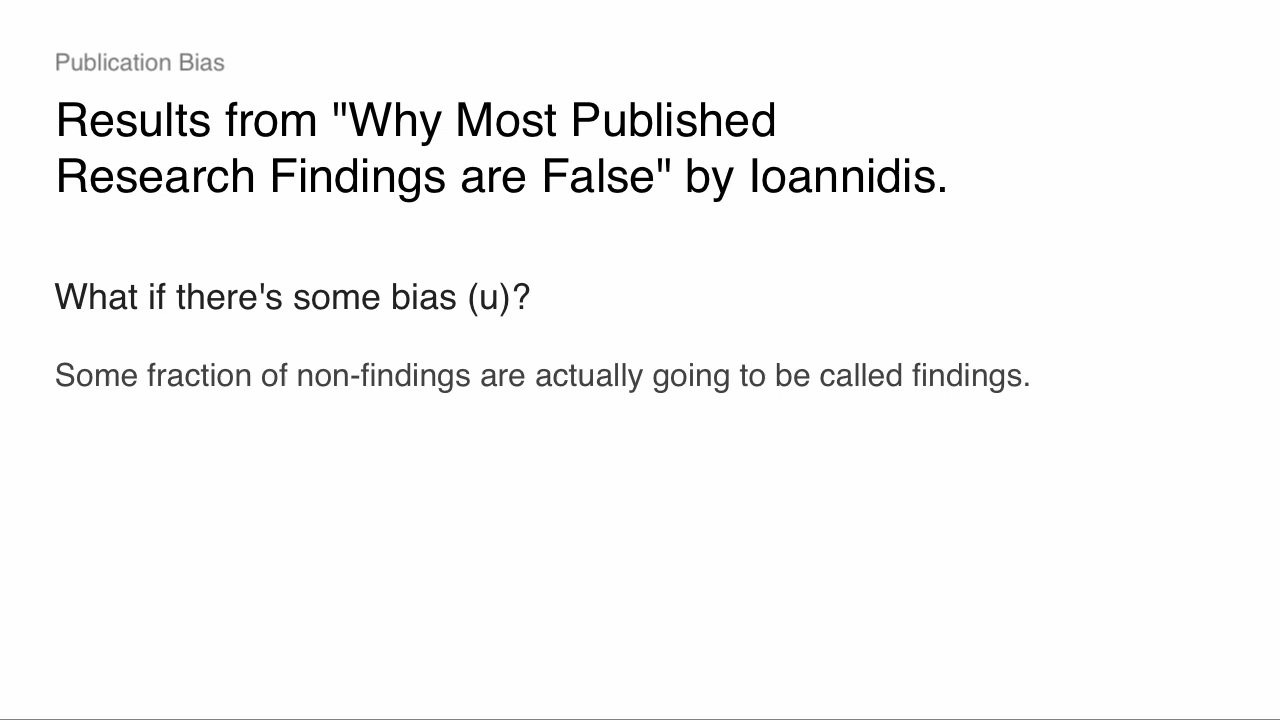 Publication Bias
Results from "Why Most Published
Research Findings are False" by Ioannidis.
What if there's some bias (u)?
Some fraction of non-findings are actually going to be called findings.